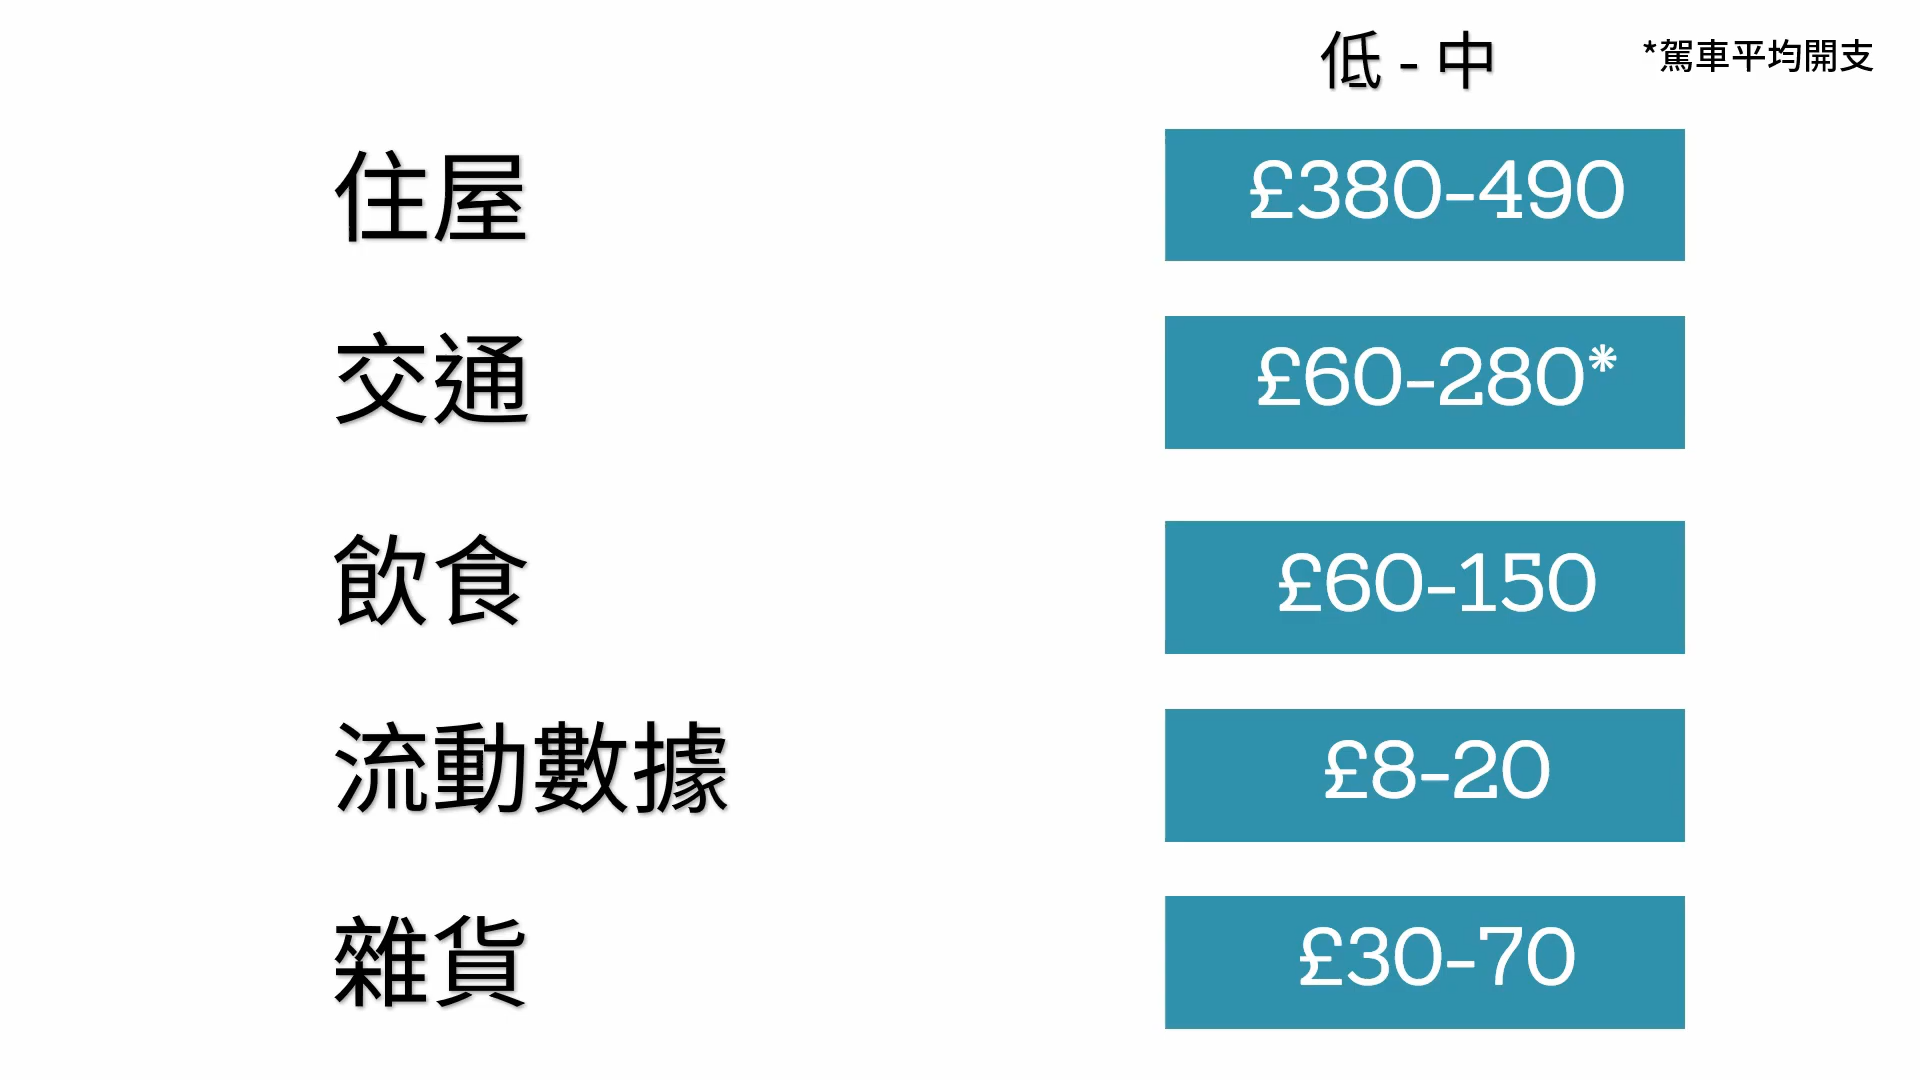 低 - 中
*駕車平均開支
住屋
£380-490
交通
£60-280*
飲食
£60-150
流動數據
£8-20
雜貨
£30-70